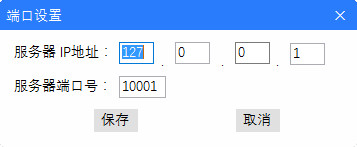 端口设置
服务器 IP地址： 127 . 0 . 0 . 1
服务器端口号： 10001
保存 取消